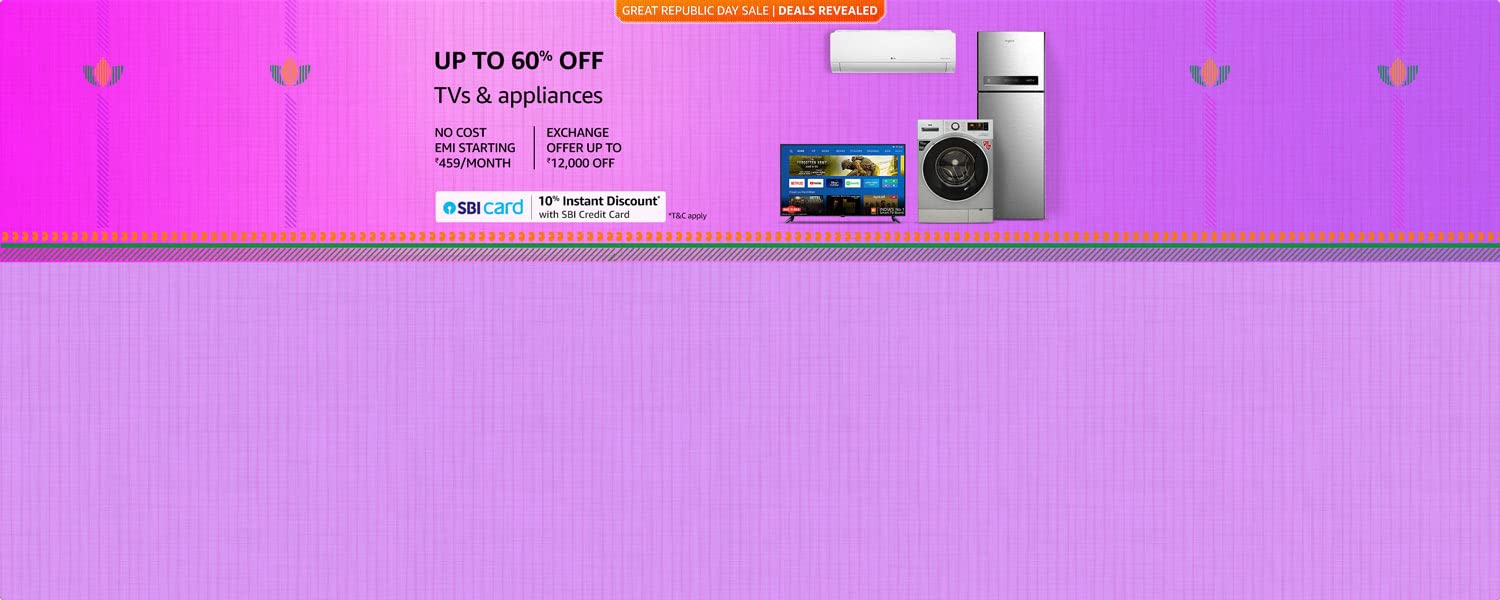 GREAT REPUBLIC DAY SALE | DEALS REVEALED
UP TO 60% OFF
TVs & appliances
NO COST
EMI STARTING
₹459/MONTH
EXCHANGE
OFFER UP TO
₹12,000 OFF
SBI card
10% Instant Discount*
with SBI Credit Card
*T&C apply